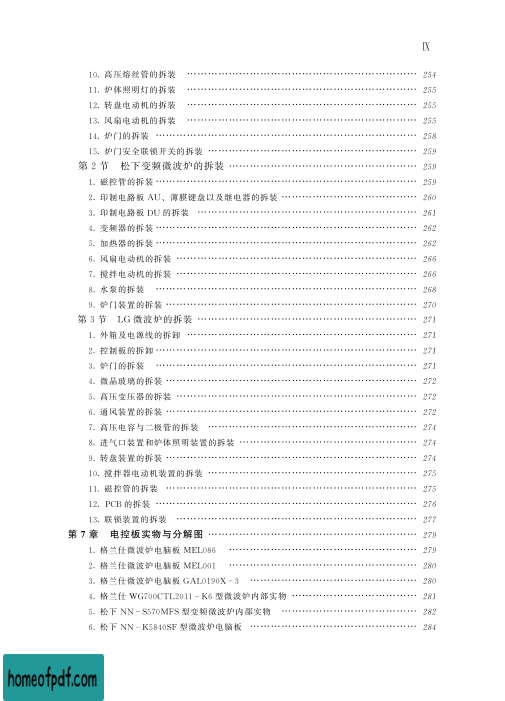 Ⅸ
10. 高压熔丝管的拆装 ………………………………………………………… 254
11. 炉体照明灯的拆装 ………………………………………………………… 255
12. 转盘电动机的拆装 ………………………………………………………… 255
13. 风扇电动机的拆装 ………………………………………………………… 255
14. 炉门的拆装 ………………………………………………………………… 258
15. 炉门安全联锁开关的拆装 ………………………………………………… 259
第 2 节 松下变频微波炉的拆装 ……………………………………………… 259
1. 磁控管的拆装 ………………………………………………………………… 259
2. 印制电路板 AU、薄膜键盘以及继电器的拆装 …………………………… 260
3. 印制电路板 DU 的拆装 …………………………………………………… 261
4. 变频器的拆装 ………………………………………………………………… 262
5. 加热器的拆装 ………………………………………………………………… 262
6. 风扇电动机的拆装 ………………………………………………………… 266
7. 搅拌电动机的拆装 ………………………………………………………… 266
8. 水泵的拆装 ………………………………………………………………… 268
9. 炉门装置的拆装 …………………………………………………………… 270
第 3 节 LG 微波炉的拆装 …………………………………………………… 271
1. 外箱及电源线的拆卸 ……………………………………………………… 271
2. 控制板的拆卸 ………………………………………………………………… 271
3. 炉门的拆装 ………………………………………………………………… 271
4. 微晶玻璃的拆装 …………………………………………………………… 272
5. 高压变压器的拆装 ………………………………………………………… 272
6. 通风装置的拆装 …………………………………………………………… 272
7. 高压电容与二极管的拆装 ………………………………………………… 274
8. 进气口装置和炉体照明装置的拆装 ……………………………………… 274
9. 转盘装置的拆装 …………………………………………………………… 274
10. 搅拌器电动机装置的拆装 ………………………………………………… 275
11. 磁控管的拆装 ……………………………………………………………… 275
12. PCB 的拆装 ………………………………………………………………… 276
13. 联锁装置的拆装 …………………………………………………………… 277
第 7 章 电控板实物与分解图 ………………………………………………… 279
1. 格兰仕微波炉电脑板 MEL086 …………………………………………… 279
2. 格兰仕微波炉电脑板 MEL001 …………………………………………… 280
3. 格兰仕微波炉电脑板 GAL0190X－3 ……………………………………… 280
4. 格兰仕 WG700CTL2011－K6 型微波炉内部实物 ……………………… 281
5. 松下 NN－S570MFS 型变频微波炉内部实物 …………………………… 282
6. 松下 NN－K5840SF 型微波炉电脑板 …………………………………… 284
homeofpdf.com